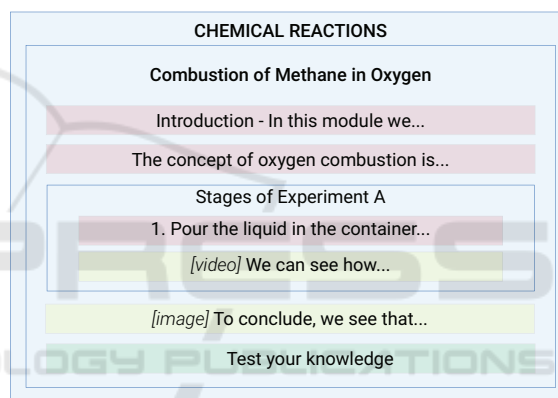 CHEMICAL REACTIONS
Combustion of Methane in Oxygen
Introduction - In this module we...
The concept of oxygen combustion is...
Stages of Experiment A
1. Pour the liquid in the container...
[video] We can see how...
[image] To conclude, we see that...
Test your knowledge